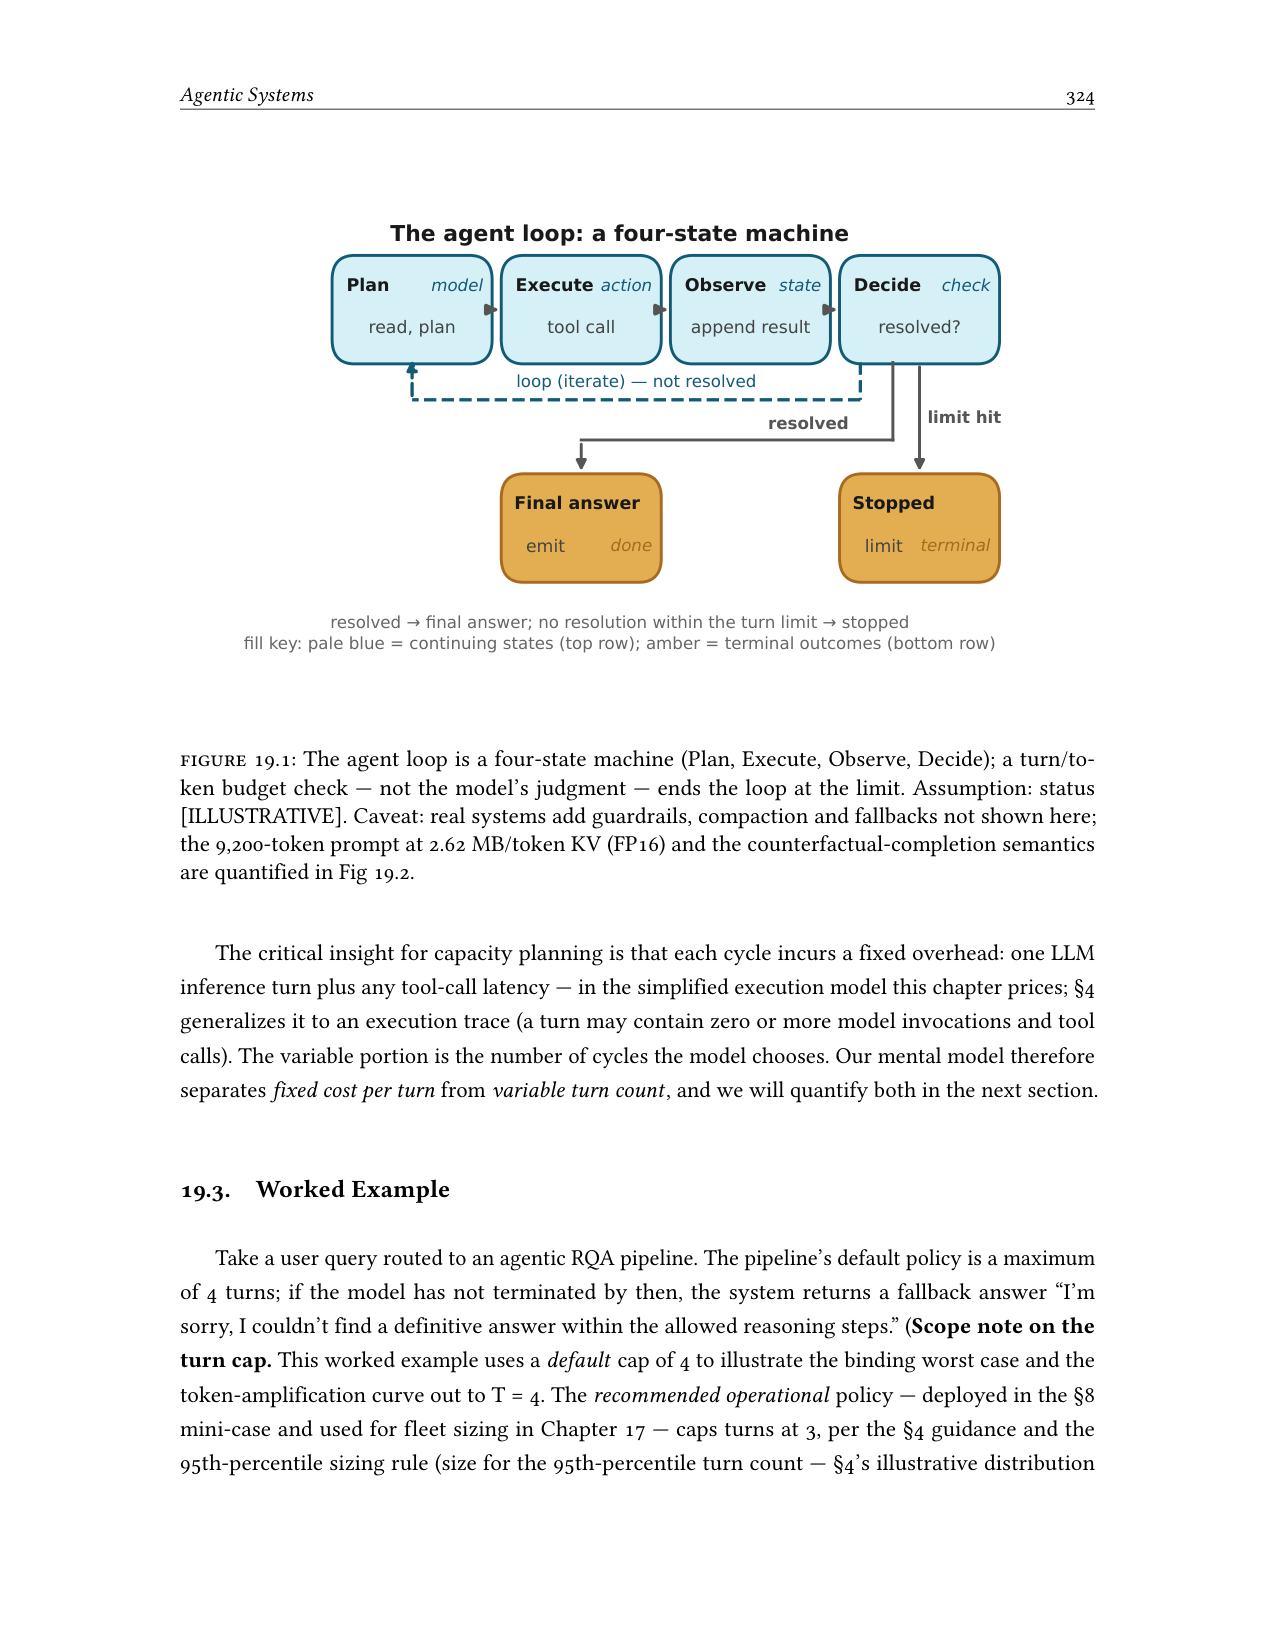 Agentic Systems 324
The agent loop: a four-state machine
Plan model Execute action Observe state Decide check
read, plan tool call append result resolved?
loop (iterate) — not resolved
resolved limit hit
Final answer Stopped
emit done limit terminal
resolved → final answer; no resolution within the turn limit → stopped
fill key: pale blue = continuing states (top row); amber = terminal outcomes (bottom row)
FIGURE 19.1: The agent loop is a four-state machine (Plan, Execute, Observe, Decide); a turn/to-
ken budget check — not the model’s judgment — ends the loop at the limit. Assumption: status
[ILLUSTRATIVE]. Caveat: real systems add guardrails, compaction and fallbacks not shown here;
the 9,200-token prompt at 2.62 MB/token KV (FP16) and the counterfactual-completion semantics
are quantified in Fig 19.2.
The critical insight for capacity planning is that each cycle incurs a fixed overhead: one LLM
inference turn plus any tool-call latency — in the simplified execution model this chapter prices; §4
generalizes it to an execution trace (a turn may contain zero or more model invocations and tool
calls). The variable portion is the number of cycles the model chooses. Our mental model therefore
separates fixed cost per turn from variable turn count, and we will quantify both in the next section.
19.3. Worked Example
Take a user query routed to an agentic RQA pipeline. The pipeline’s default policy is a maximum
of 4 turns; if the model has not terminated by then, the system returns a fallback answer “I’m
sorry, I couldn’t find a definitive answer within the allowed reasoning steps.” (Scope note on the
turn cap. This worked example uses a default cap of 4 to illustrate the binding worst case and the
token-amplification curve out to T = 4. The recommended operational policy — deployed in the §8
mini-case and used for fleet sizing in Chapter 17 — caps turns at 3, per the §4 guidance and the
95th-percentile sizing rule (size for the 95th-percentile turn count — §4’s illustrative distribution